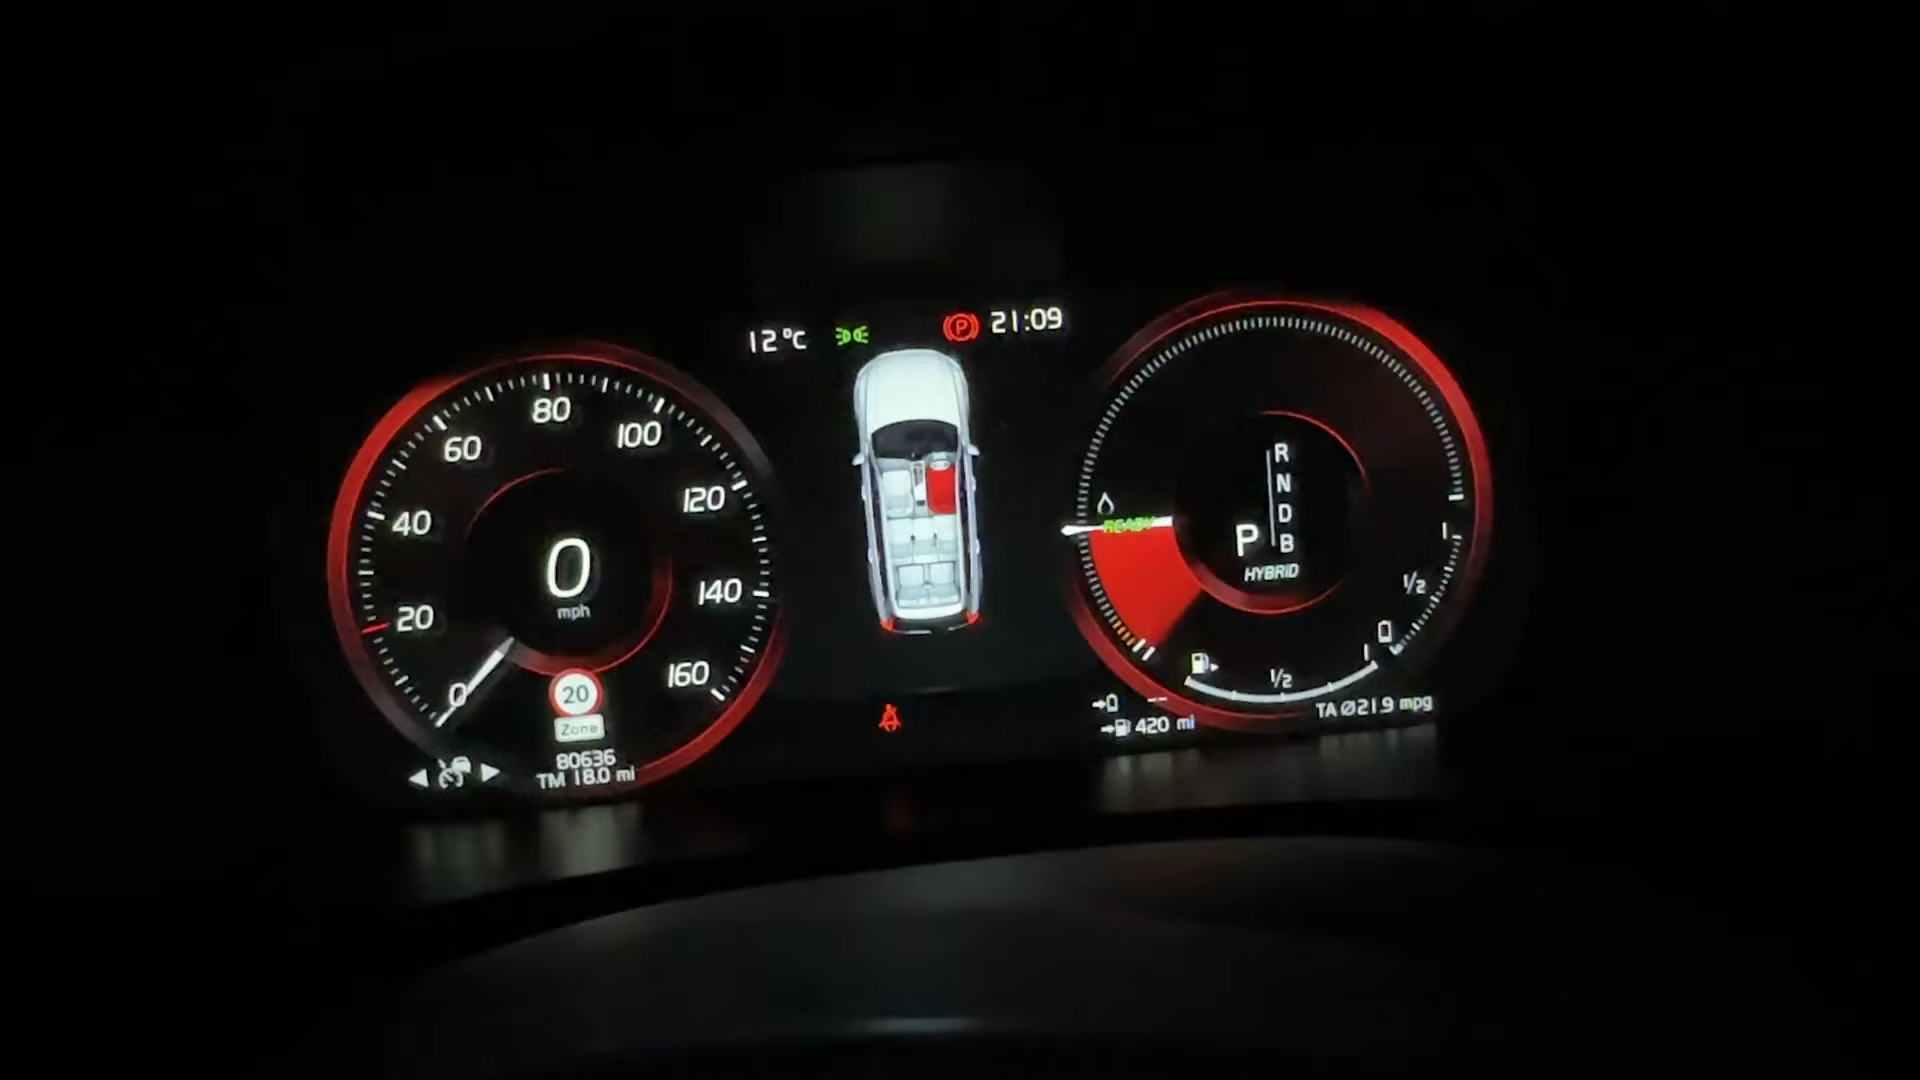 12°C
21:09
0
20
40
60
80
100
120
140
160
0
mph
20
Zone
80636
TM 18.0 mi
READY
R
N
D
B
P
HYBRID
1
1/2
1/2
1
--
420 mi
TA Ø21.9 mpg
P